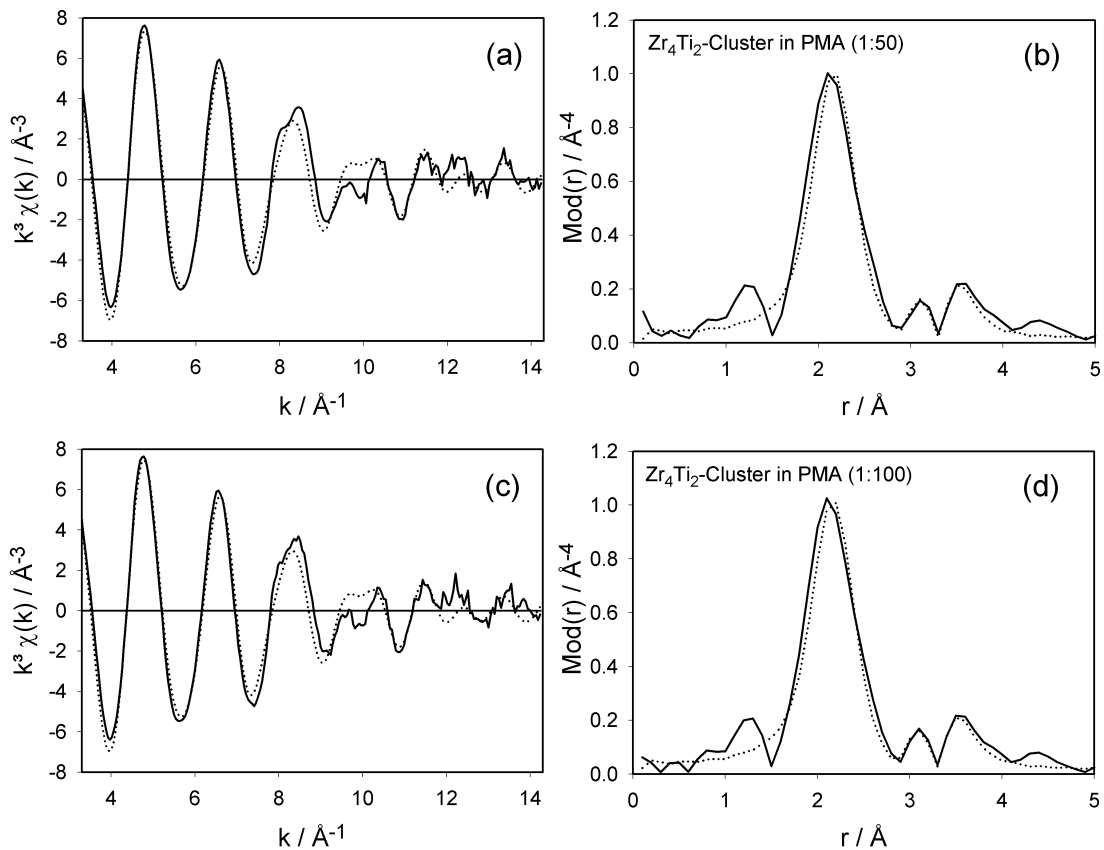 (a)
k³ χ(k) / Å⁻³
8
6
4
2
0
-2
-4
-6
-8
4 6 8 10 12 14
k / Å⁻¹
Zr₄Ti₂-Cluster in PMA (1:50)
(b)
Mod(r) / Å⁻⁴
1.2
1.0
0.8
0.6
0.4
0.2
0.0
0 1 2 3 4 5
r / Å
(c)
k³ χ(k) / Å⁻³
8
6
4
2
0
-2
-4
-6
-8
4 6 8 10 12 14
k / Å⁻¹
Zr₄Ti₂-Cluster in PMA (1:100)
(d)
Mod(r) / Å⁻⁴
1.2
1.0
0.8
0.6
0.4
0.2
0.0
0 1 2 3 4 5
r / Å